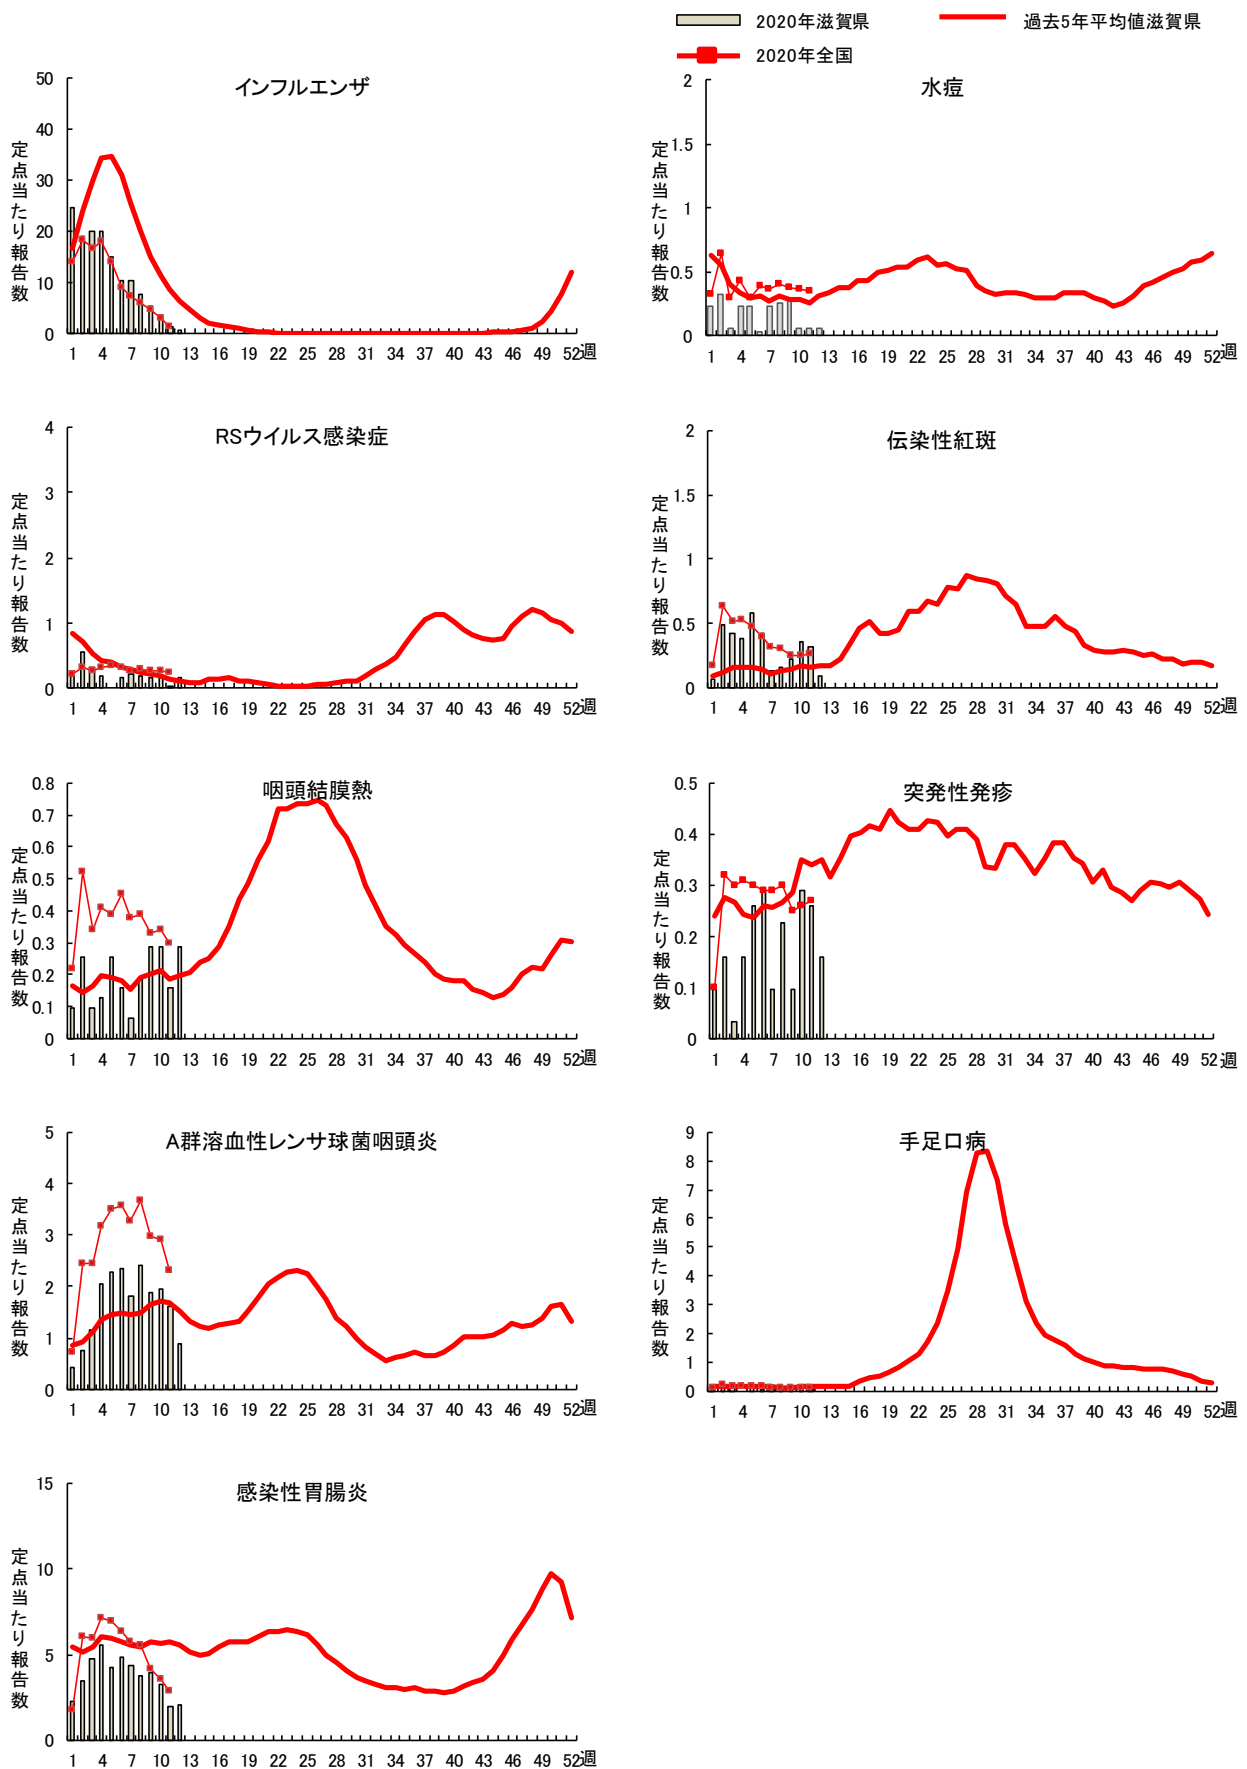 2020年滋賀県
過去5年平均値滋賀県
2020年全国
インフルエンザ
定点当たり報告数
50
40
30
20
10
0
1 4 7 10 13 16 19 22 25 28 31 34 37 40 43 46 49 52週
水痘
定点当たり報告数
2
1.5
1
0.5
0
1 4 7 10 13 16 19 22 25 28 31 34 37 40 43 46 49 52週
RSウイルス感染症
定点当たり報告数
4
3
2
1
0
1 4 7 10 13 16 19 22 25 28 31 34 37 40 43 46 49 52週
伝染性紅斑
定点当たり報告数
2
1.5
1
0.5
0
1 4 7 10 13 16 19 22 25 28 31 34 37 40 43 46 49 52週
咽頭結膜熱
定点当たり報告数
0.8
0.7
0.6
0.5
0.4
0.3
0.2
0.1
0
1 4 7 10 13 16 19 22 25 28 31 34 37 40 43 46 49 52週
突発性発疹
定点当たり報告数
0.5
0.4
0.3
0.2
0.1
0
1 4 7 10 13 16 19 22 25 28 31 34 37 40 43 46 49 52週
A群溶血性レンサ球菌咽頭炎
定点当たり報告数
5
4
3
2
1
0
1 4 7 10 13 16 19 22 25 28 31 34 37 40 43 46 49 52週
手足口病
定点当たり報告数
9
8
7
6
5
4
3
2
1
0
1 4 7 10 13 16 19 22 25 28 31 34 37 40 43 46 49 52週
感染性胃腸炎
定点当たり報告数
15
10
5
0
1 4 7 10 13 16 19 22 25 28 31 34 37 40 43 46 49 52週